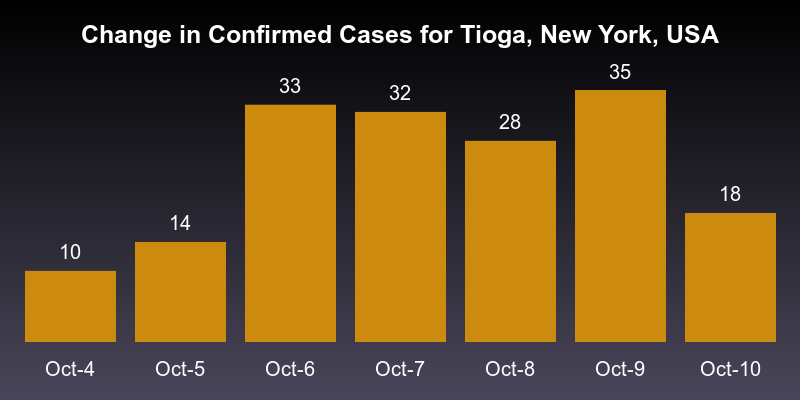 Change in Confirmed Cases for Tioga, New York, USA
10 14 33 32 28 35 18
Oct-4 Oct-5 Oct-6 Oct-7 Oct-8 Oct-9 Oct-10